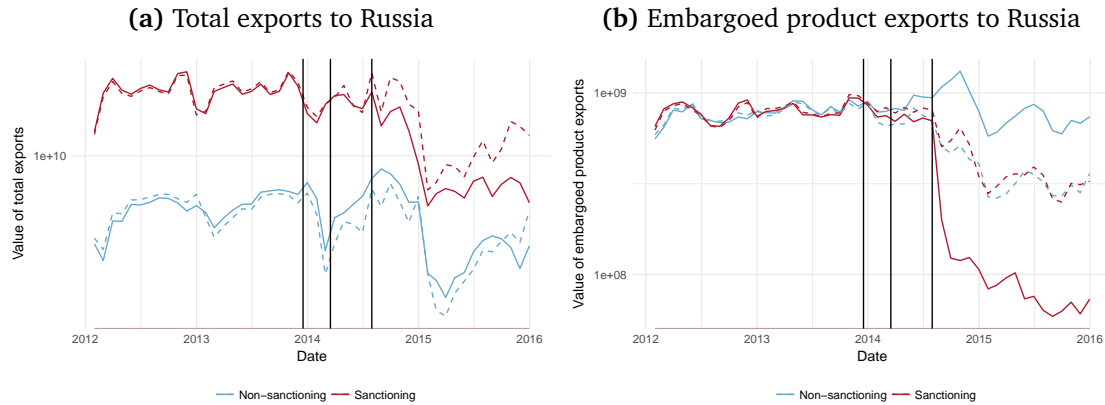 (a) Total exports to Russia
Value of total exports
1e+10
2012 2013 2014 2015 2016
Date
Non−sanctioning Sanctioning
(b) Embargoed product exports to Russia
Value of embargoed product exports
1e+09
1e+08
2012 2013 2014 2015 2016
Date
Non−sanctioning Sanctioning